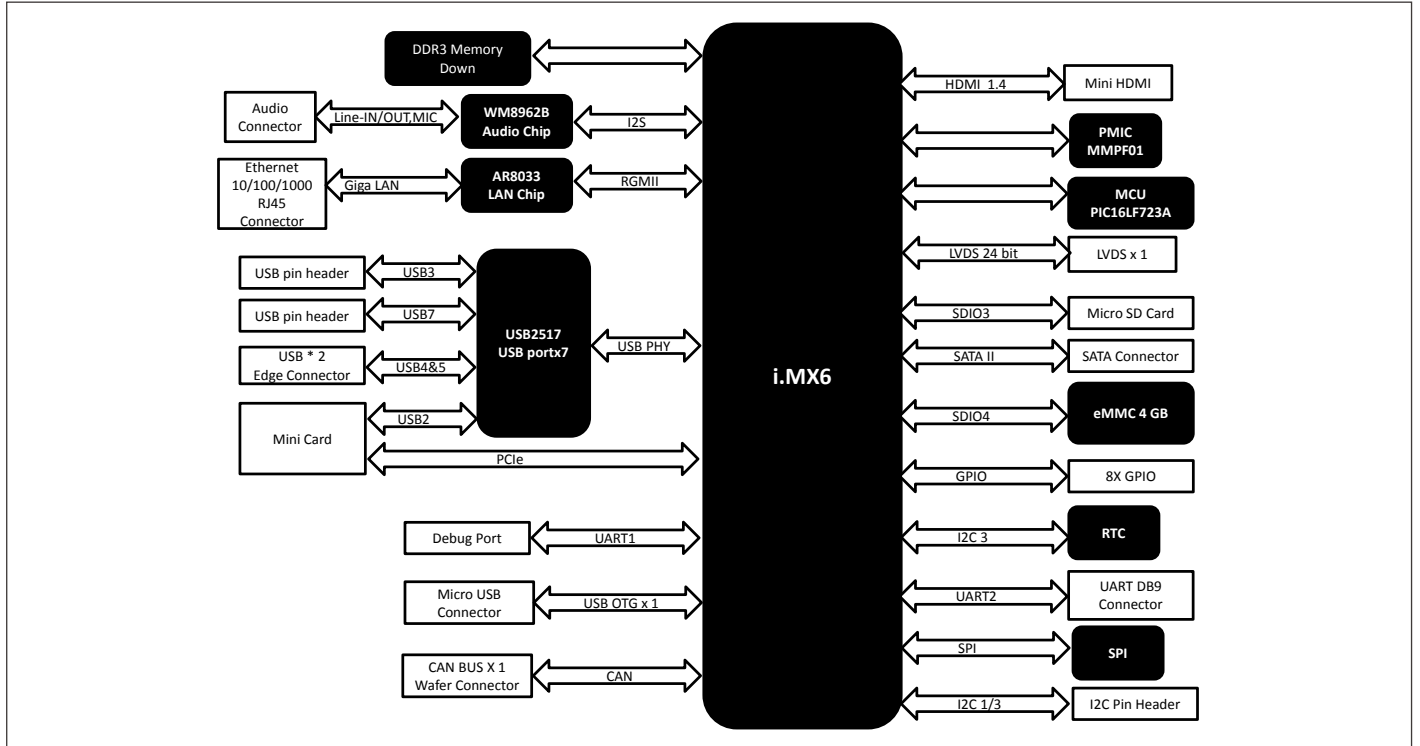 DDR3 Memory
Down
Audio
Connector
Line-IN/OUT,MIC
WM8962B
Audio Chip
I2S
Ethernet
10/100/1000
RJ45
Connector
Giga LAN
AR8033
LAN Chip
RGMII
USB pin header
USB3
USB pin header
USB7
USB * 2
Edge Connector
USB4&5
USB2517
USB portx7
USB PHY
Mini Card
USB2
PCIe
Debug Port
UART1
Micro USB
Connector
USB OTG x 1
CAN BUS X 1
Wafer Connector
CAN
i.MX6
HDMI 1.4
Mini HDMI
PMIC
MMPF01
MCU
PIC16LF723A
LVDS 24 bit
LVDS x 1
SDIO3
Micro SD Card
SATA II
SATA Connector
SDIO4
eMMC 4 GB
GPIO
8X GPIO
I2C 3
RTC
UART2
UART DB9
Connector
SPI
SPI
I2C 1/3
I2C Pin Header